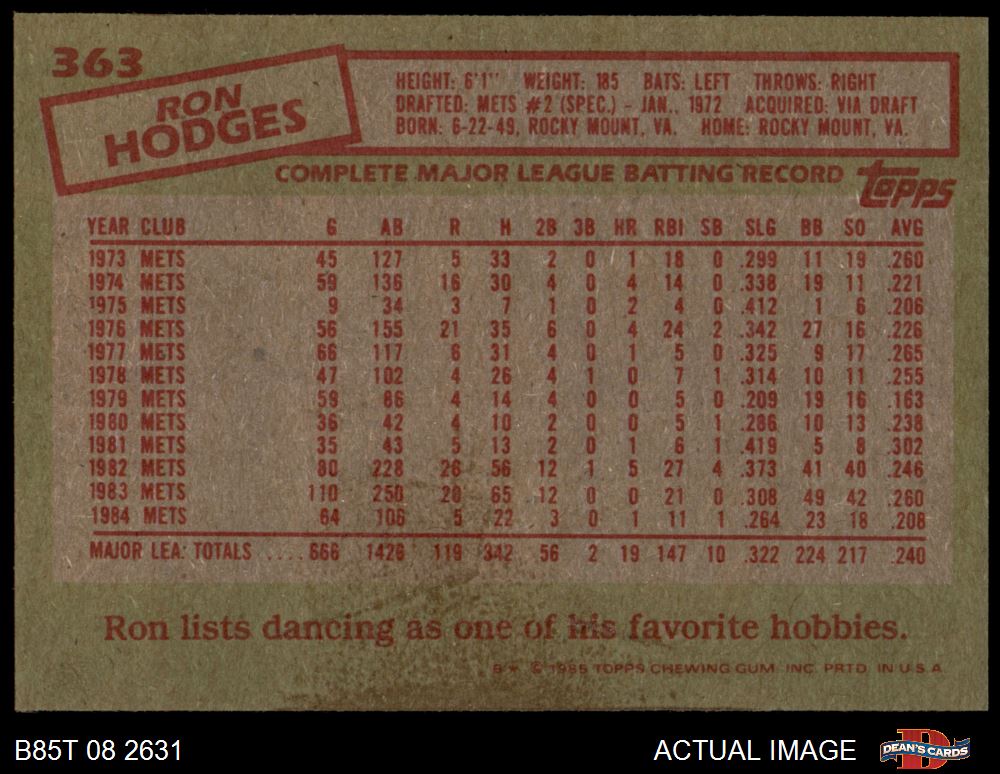 363
RON
HODGES
HEIGHT: 6'1" WEIGHT: 185 BATS: LEFT THROWS: RIGHT
DRAFTED: METS #2 (SPEC.) - JAN., 1972 ACQUIRED: VIA DRAFT
BORN: 6-22-49, ROCKY MOUNT, VA. HOME: ROCKY MOUNT, VA.
COMPLETE MAJOR LEAGUE BATTING RECORD topps
YEAR CLUB G AB R H 2B 3B HR RBI SB SLG BB SO AVG
1973 METS 45 127 5 33 2 0 1 18 0 .299 11 19 .260
1974 METS 59 136 16 30 4 0 4 14 0 .338 19 11 .221
1975 METS 9 34 3 7 1 0 2 4 0 .412 1 6 .206
1976 METS 56 155 21 35 6 0 4 24 2 .342 27 16 .226
1977 METS 66 117 6 31 4 0 1 5 0 .325 9 17 .265
1978 METS 47 102 4 26 4 1 0 7 1 .314 10 11 .255
1979 METS 59 86 4 14 4 0 0 5 0 .209 19 16 .163
1980 METS 36 42 4 10 2 0 0 5 1 .286 10 13 .238
1981 METS 35 43 5 13 2 0 1 6 1 .419 5 8 .302
1982 METS 80 228 26 56 12 1 5 27 4 .373 41 40 .246
1983 METS 110 250 20 65 12 0 0 21 0 .308 49 42 .260
1984 METS 64 106 5 22 3 0 1 11 1 .264 23 18 .208
MAJOR LEA. TOTALS ....666 1426 119 342 56 2 19 147 10 .322 224 217 .240
Ron lists dancing as one of his favorite hobbies.
B * © 1985 TOPPS CHEWING GUM, INC. PRTD. IN U.S.A.
B85T 08 2631 ACTUAL IMAGE DEAN'S CARDS